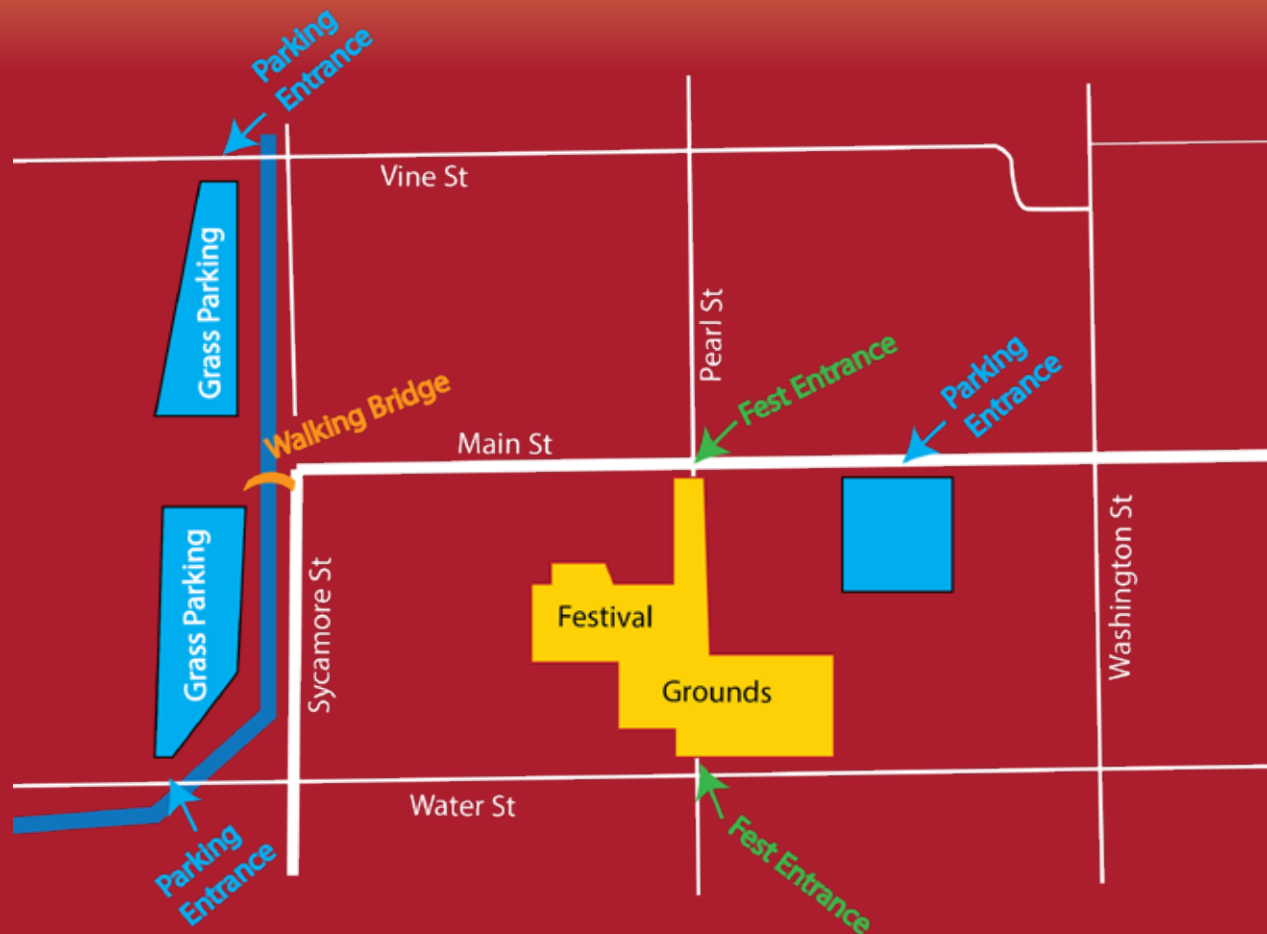 Parking
Entrance
Vine St
Grass Parking
Pearl St
Fest Entrance
Parking
Entrance
Walking Bridge
Main St
Grass Parking
Sycamore St
Festival
Grounds
Washington St
Water St
Parking
Entrance
Fest Entrance